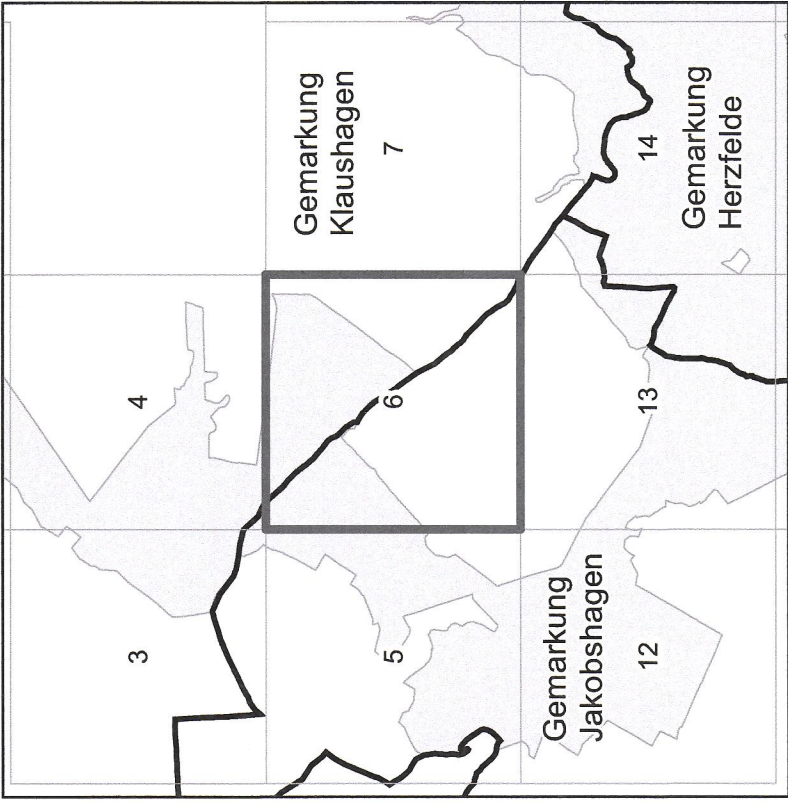 3
4
Gemarkung
Klaushagen
5
6
7
Gemarkung
Jakobshagen
12
13
14
Gemarkung
Herzfelde